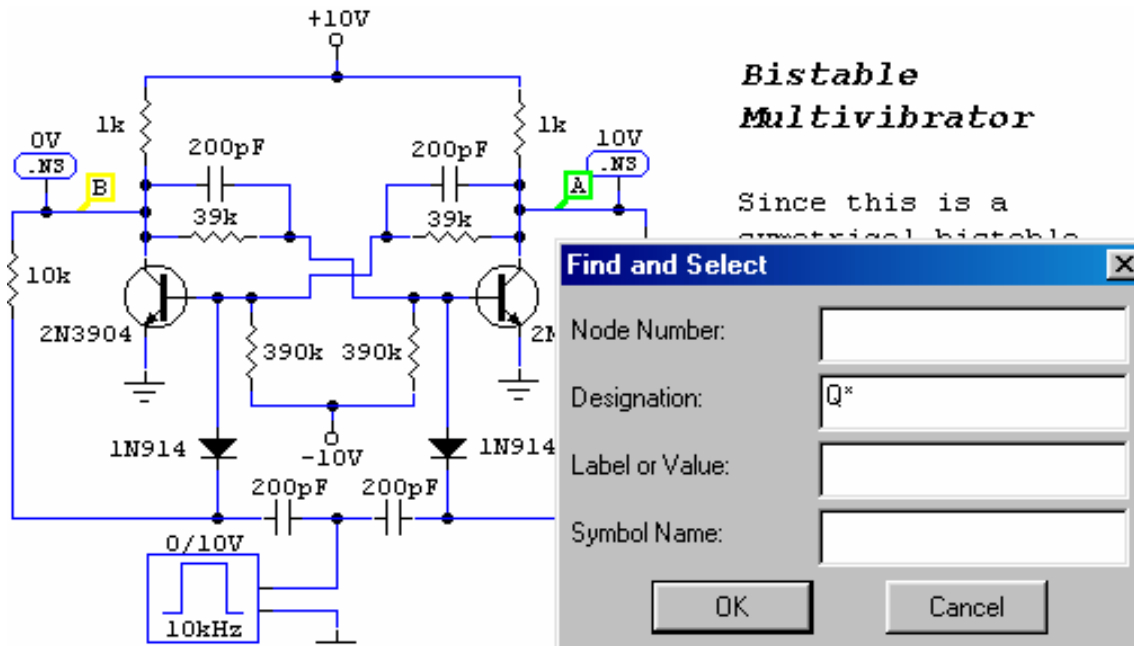 +10V
Bistable
Multivibrator
1k
1k
200pF
200pF
0V
.NS
10V
.NS
B
A
39k
39k
Since this is a
symetrical bistable
10k
2N3904
390k
390k
-10V
1N914
1N914
200pF
200pF
0/10V
10kHz
Find and Select
Node Number:
Designation:
Q*
Label or Value:
Symbol Name:
OK
Cancel